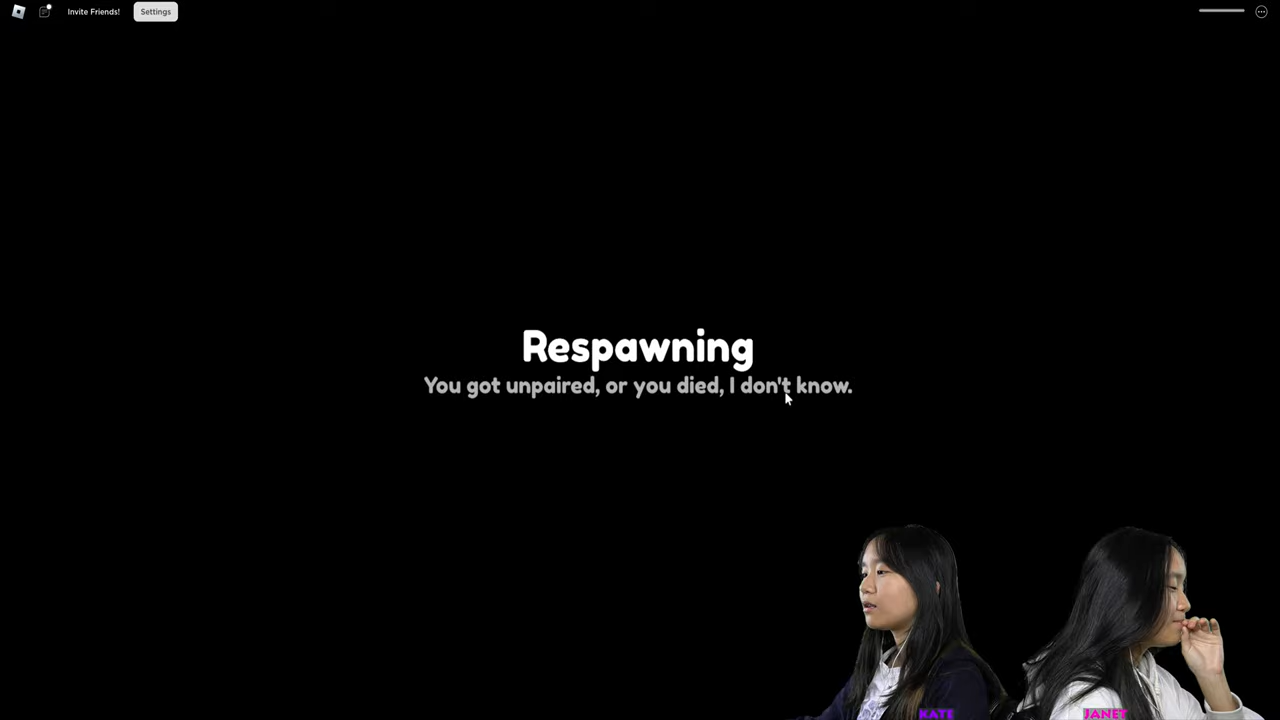 Invite Friends!
Settings
Respawning
You got unpaired, or you died, I don't know.
KATE
JANET